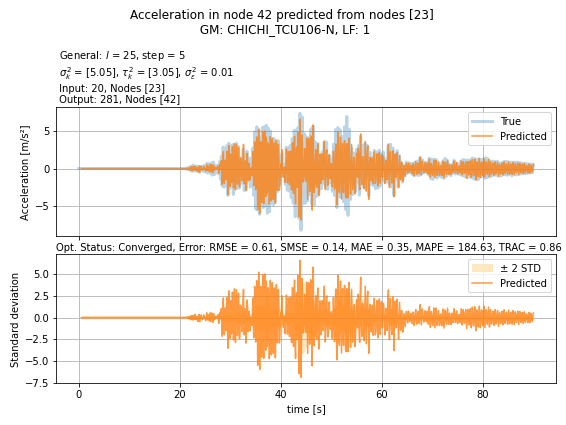 Acceleration in node 42 predicted from nodes [23]
GM: CHICHI_TCU106-N, LF: 1
General: l = 25, step = 5
σ²ₖ = [5.05], τ²ₖ = [3.05], σ²ε = 0.01
Input: 20, Nodes [23]
Output: 281, Nodes [42]
Acceleration [m/s²]
5
0
−5
True
Predicted
Opt. Status: Converged, Error: RMSE = 0.61, SMSE = 0.14, MAE = 0.35, MAPE = 184.63, TRAC = 0.86
Standard deviation
5.0
2.5
0.0
−2.5
−5.0
−7.5
± 2 STD
Predicted
0
20
40
60
80
time [s]